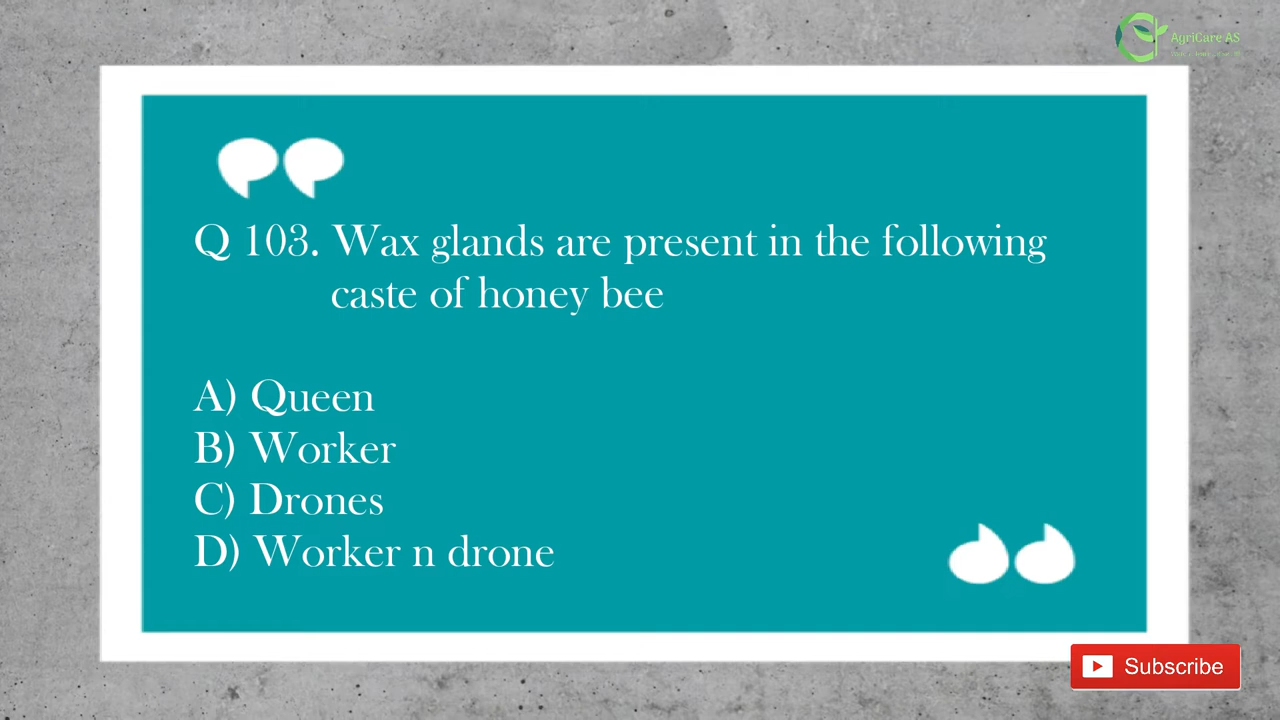 AgriCare AS
Q 103. Wax glands are present in the following
caste of honey bee
A) Queen
B) Worker
C) Drones
D) Worker n drone
Subscribe